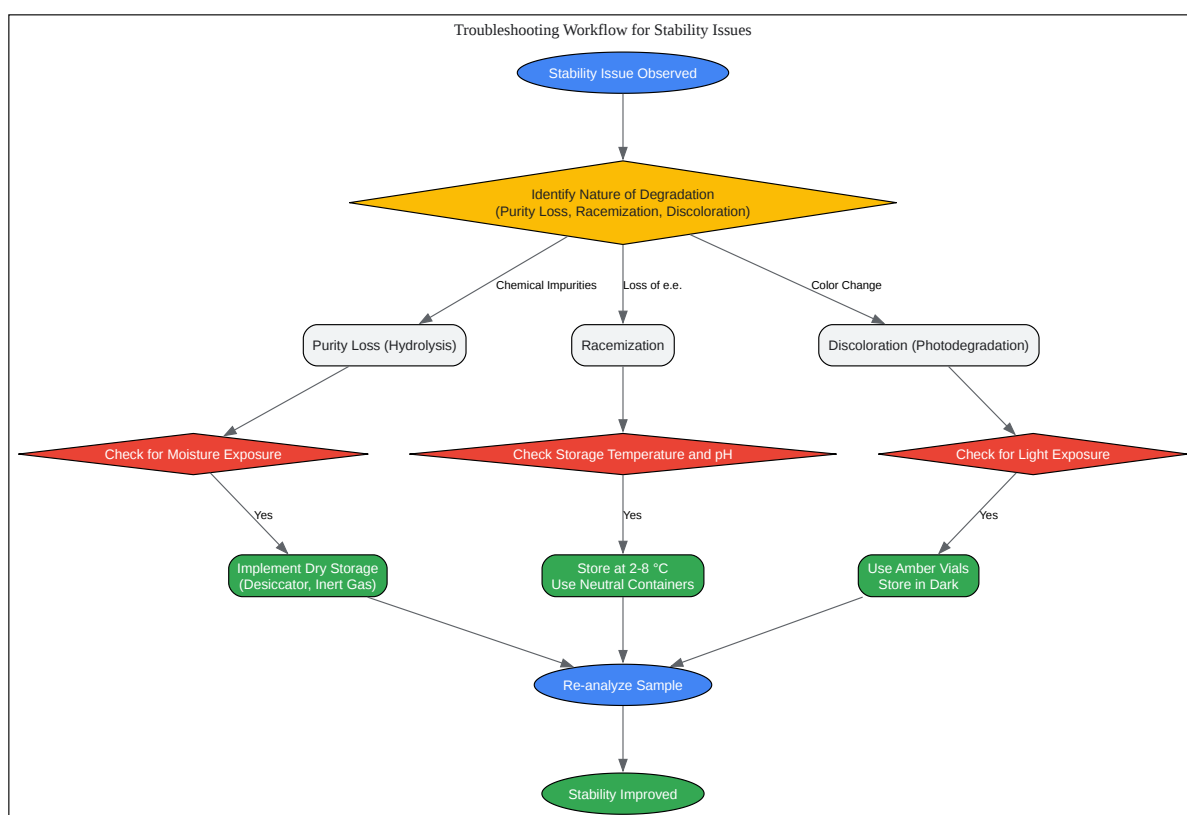 Troubleshooting Workflow for Stability Issues
Stability Issue Observed
Identify Nature of Degradation
(Purity Loss, Racemization, Discoloration)
Chemical Impurities
Loss of e.e.
Color Change
Purity Loss (Hydrolysis)
Racemization
Discoloration (Photodegradation)
Check for Moisture Exposure
Check Storage Temperature and pH
Check for Light Exposure
Yes
Yes
Yes
Implement Dry Storage
(Desiccator, Inert Gas)
Store at 2-8 °C
Use Neutral Containers
Use Amber Vials
Store in Dark
Re-analyze Sample
Stability Improved